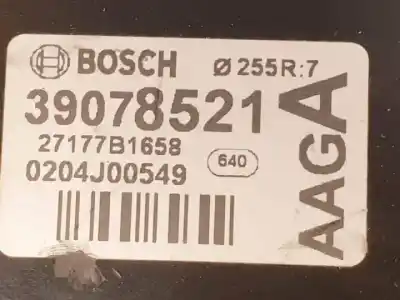 BOSCH Ø 255R:7
39078521
27177B1658
0204J00549 640
AAGA